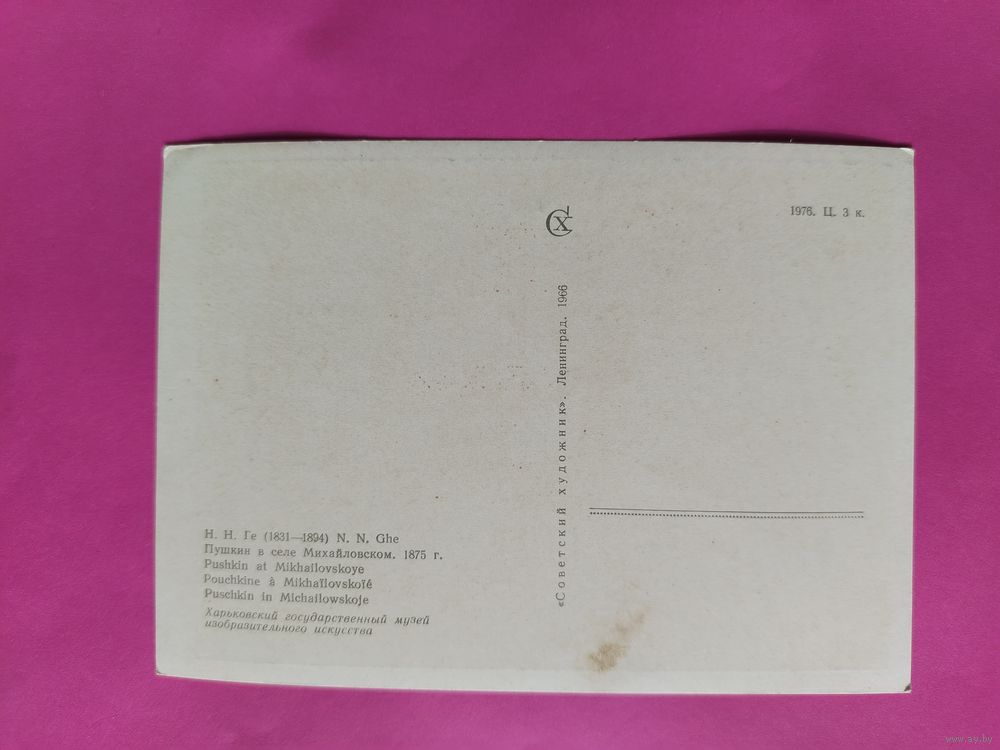 СХ
1976. Ц. 3 к.
«Советский художник». Ленинград. 1966
Н. Н. Ге (1831—1894) N. N. Ghe
Пушкин в селе Михайловском. 1875 г.
Pushkin at Mikhaïlovskoye
Pouchkine à Mikhaïlovskoïé
Puschkin in Michailowskoje
Харьковский государственный музей
изобразительного искусства
www.ay.by